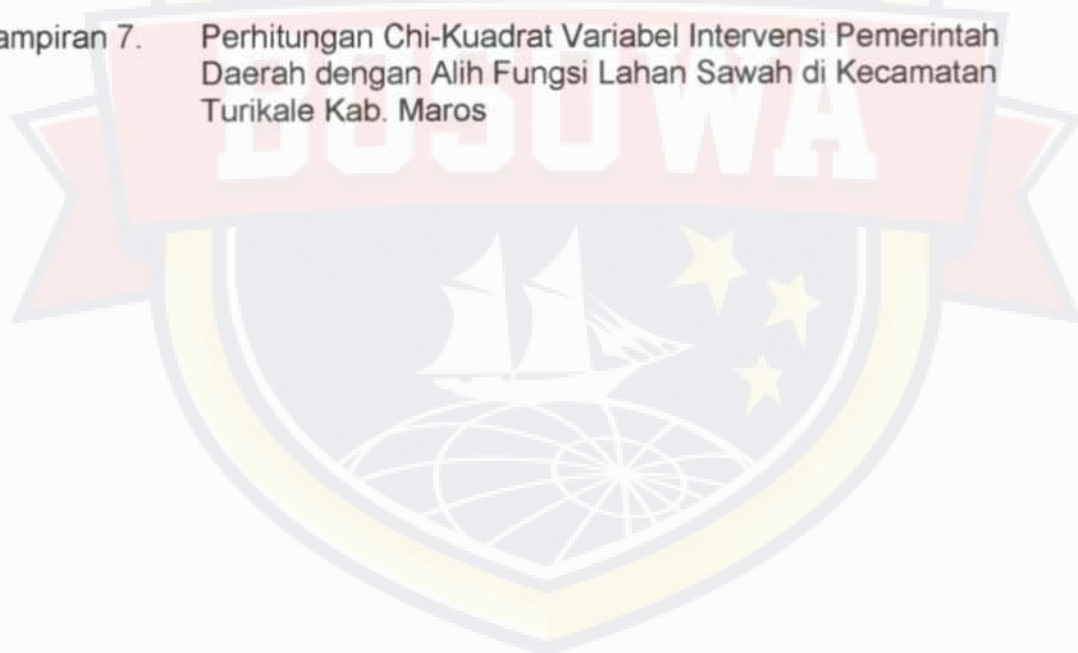 ampiran 7. Perhitungan Chi-Kuadrat Variabel Intervensi Pemerintah
Daerah dengan Alih Fungsi Lahan Sawah di Kecamatan
Turikale Kab. Maros
BOSOWA